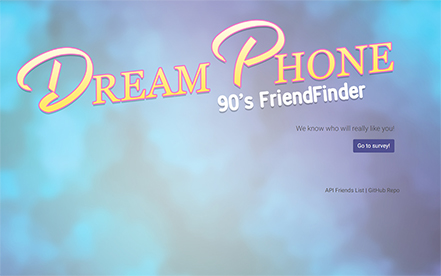 DREAM PHONE
90's FriendFinder
We know who will really like you!
Go to survey!
API Friends List | GitHub Repo